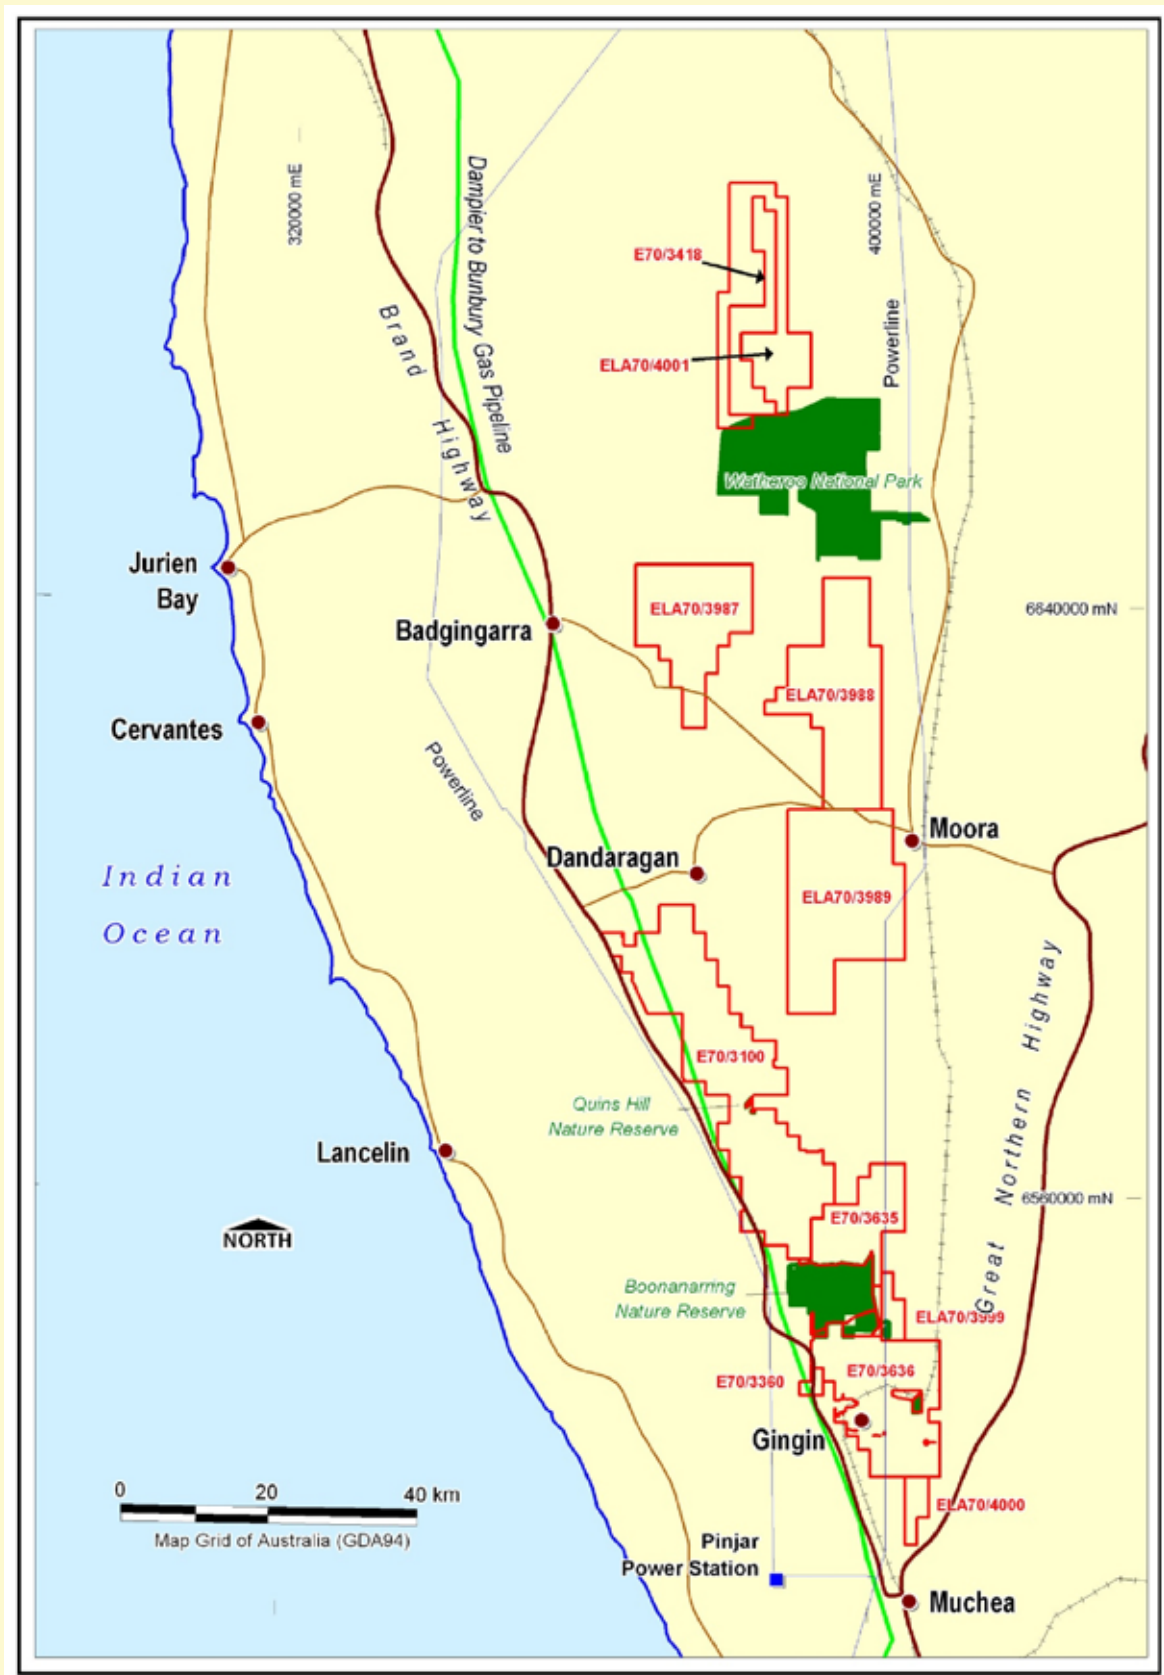 320000 mE
400000 mE
Dampier to Bunbury Gas Pipeline
Brand Highway
Powerline
E70/3418
ELA70/4001
Watheroo National Park
Jurien
Bay
Badgingarra
ELA70/3987
6640000 mN
ELA70/3988
Cervantes
Powerline
Moora
Dandaragan
ELA70/3989
Indian
Ocean
Great Northern Highway
E70/3100
Quins Hill
Nature Reserve
Lancelin
6560000 mN
E70/3635
NORTH
Boonanarring
Nature Reserve
ELA70/3999
E70/3636
E70/3360
Gingin
0 20 40 km
Map Grid of Australia (GDA94)
ELA70/4000
Pinjar
Power Station
Muchea